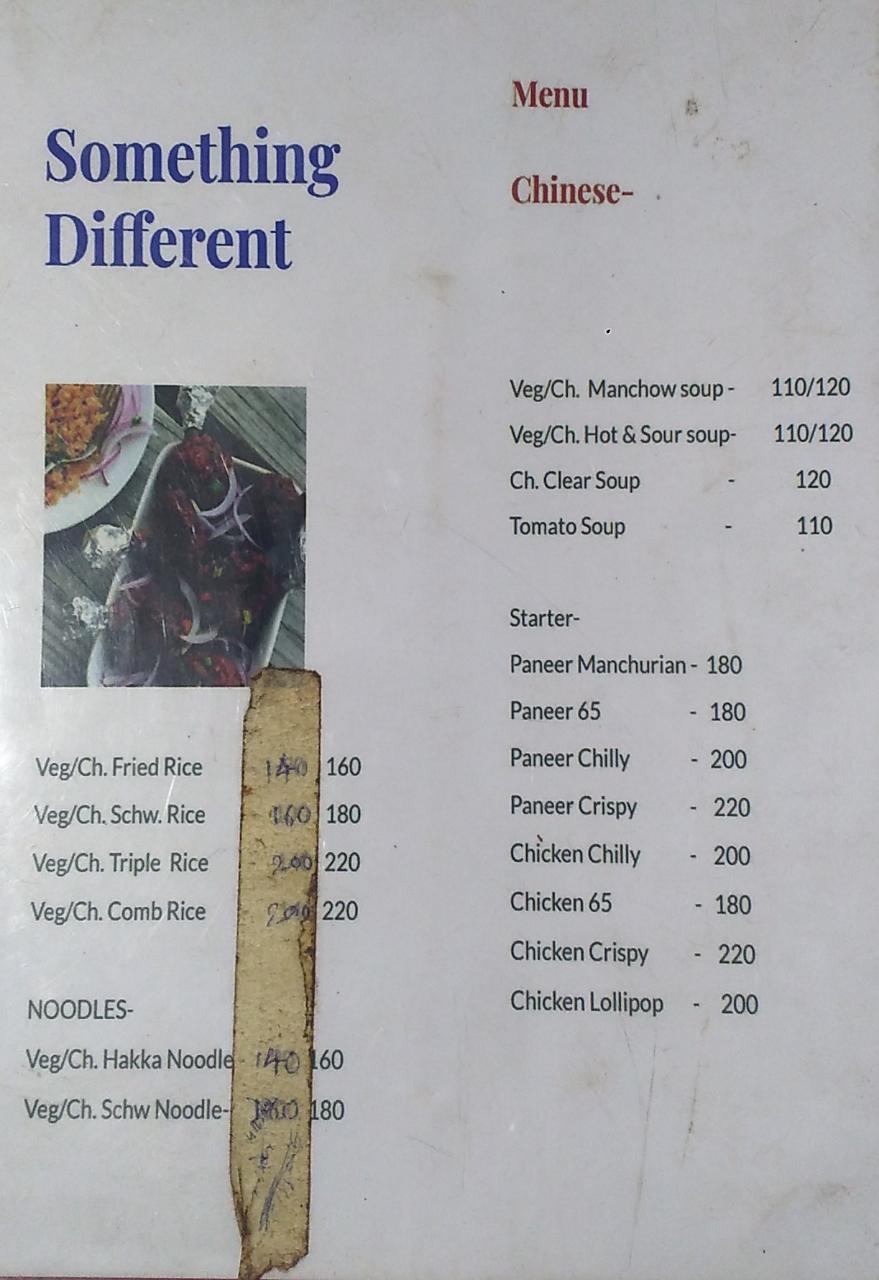 Something
Different
Veg/Ch. Fried Rice 140 160
Veg/Ch. Schw. Rice 160 180
Veg/Ch. Triple Rice 200 220
Veg/Ch. Comb Rice 200 220
NOODLES-
Veg/Ch. Hakka Noodle - 140 160
Veg/Ch. Schw Noodle- 180
Menu
Chinese-
Veg/Ch. Manchow soup - 110/120
Veg/Ch. Hot & Sour soup- 110/120
Ch. Clear Soup - 120
Tomato Soup - 110
Starter-
Paneer Manchurian - 180
Paneer 65 - 180
Paneer Chilly - 200
Paneer Crispy - 220
Chicken Chilly - 200
Chicken 65 - 180
Chicken Crispy - 220
Chicken Lollipop - 200